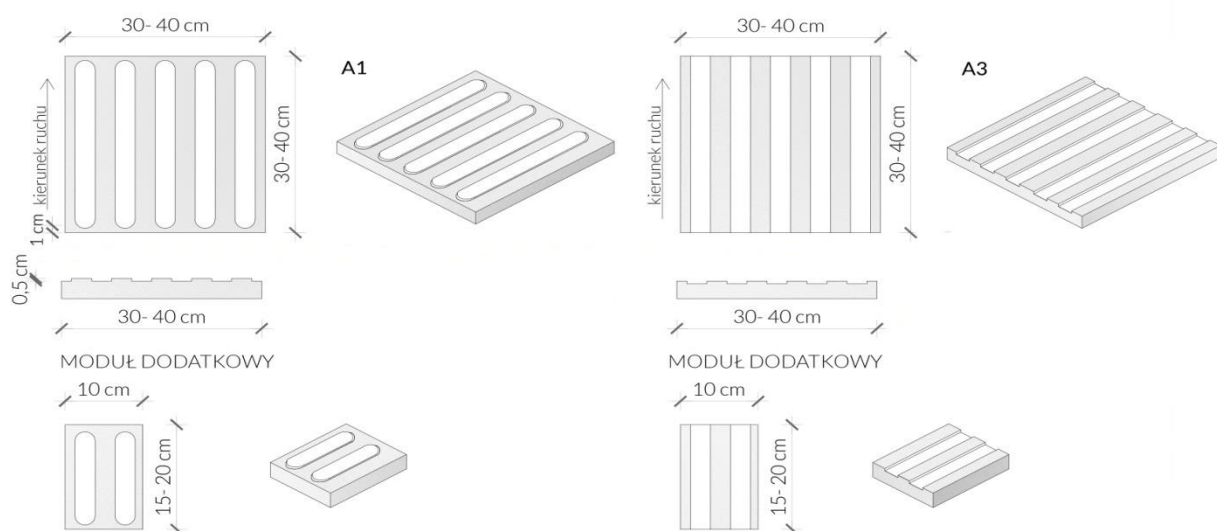 30- 40 cm
A1
kierunek ruchu
30- 40 cm
1 cm
0,5 cm
30- 40 cm
MODUŁ DODATKOWY
10 cm
15- 20 cm
30- 40 cm
A3
kierunek ruchu
30- 40 cm
30- 40 cm
MODUŁ DODATKOWY
10 cm
15- 20 cm